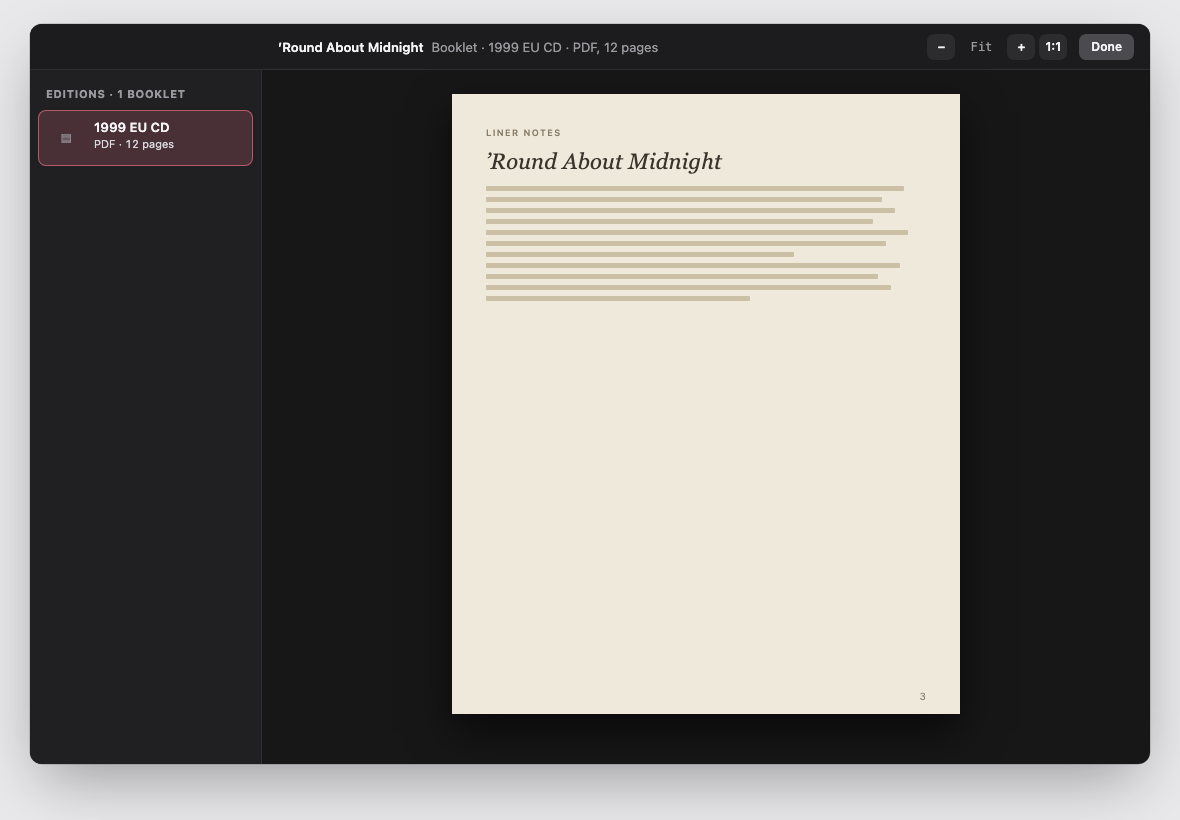 ’Round About Midnight Booklet · 1999 EU CD · PDF, 12 pages
− Fit + 1:1 Done
EDITIONS · 1 BOOKLET
1999 EU CD
PDF · 12 pages
LINER NOTES
’Round About Midnight
3